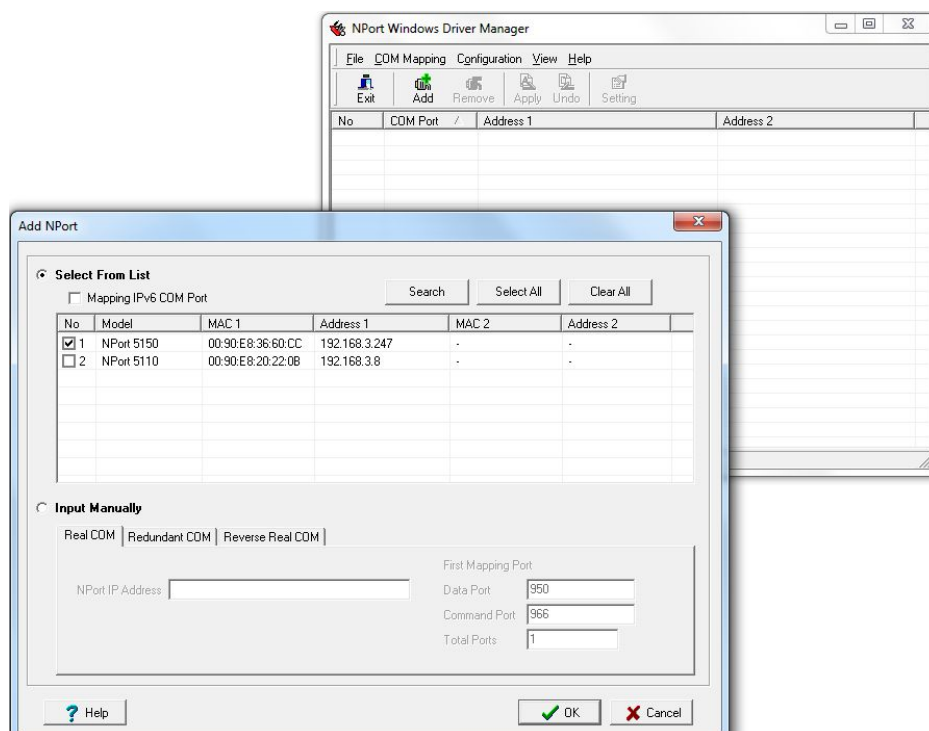 NPort Windows Driver Manager
File COM Mapping Configuration View Help
Exit Add Remove Apply Undo Setting
No COM Port Address 1 Address 2
Add NPort
Select From List
Mapping IPv6 COM Port
Search Select All Clear All
No Model MAC 1 Address 1 MAC 2 Address 2
1 NPort 5150 00:90:E8:36:60:CC 192.168.3.247 - -
2 NPort 5110 00:90:E8:20:22:0B 192.168.3.8 - -
Input Manually
Real COM Redundant COM Reverse Real COM
First Mapping Port
NPort IP Address Data Port 950
Command Port 966
Total Ports 1
? Help OK Cancel